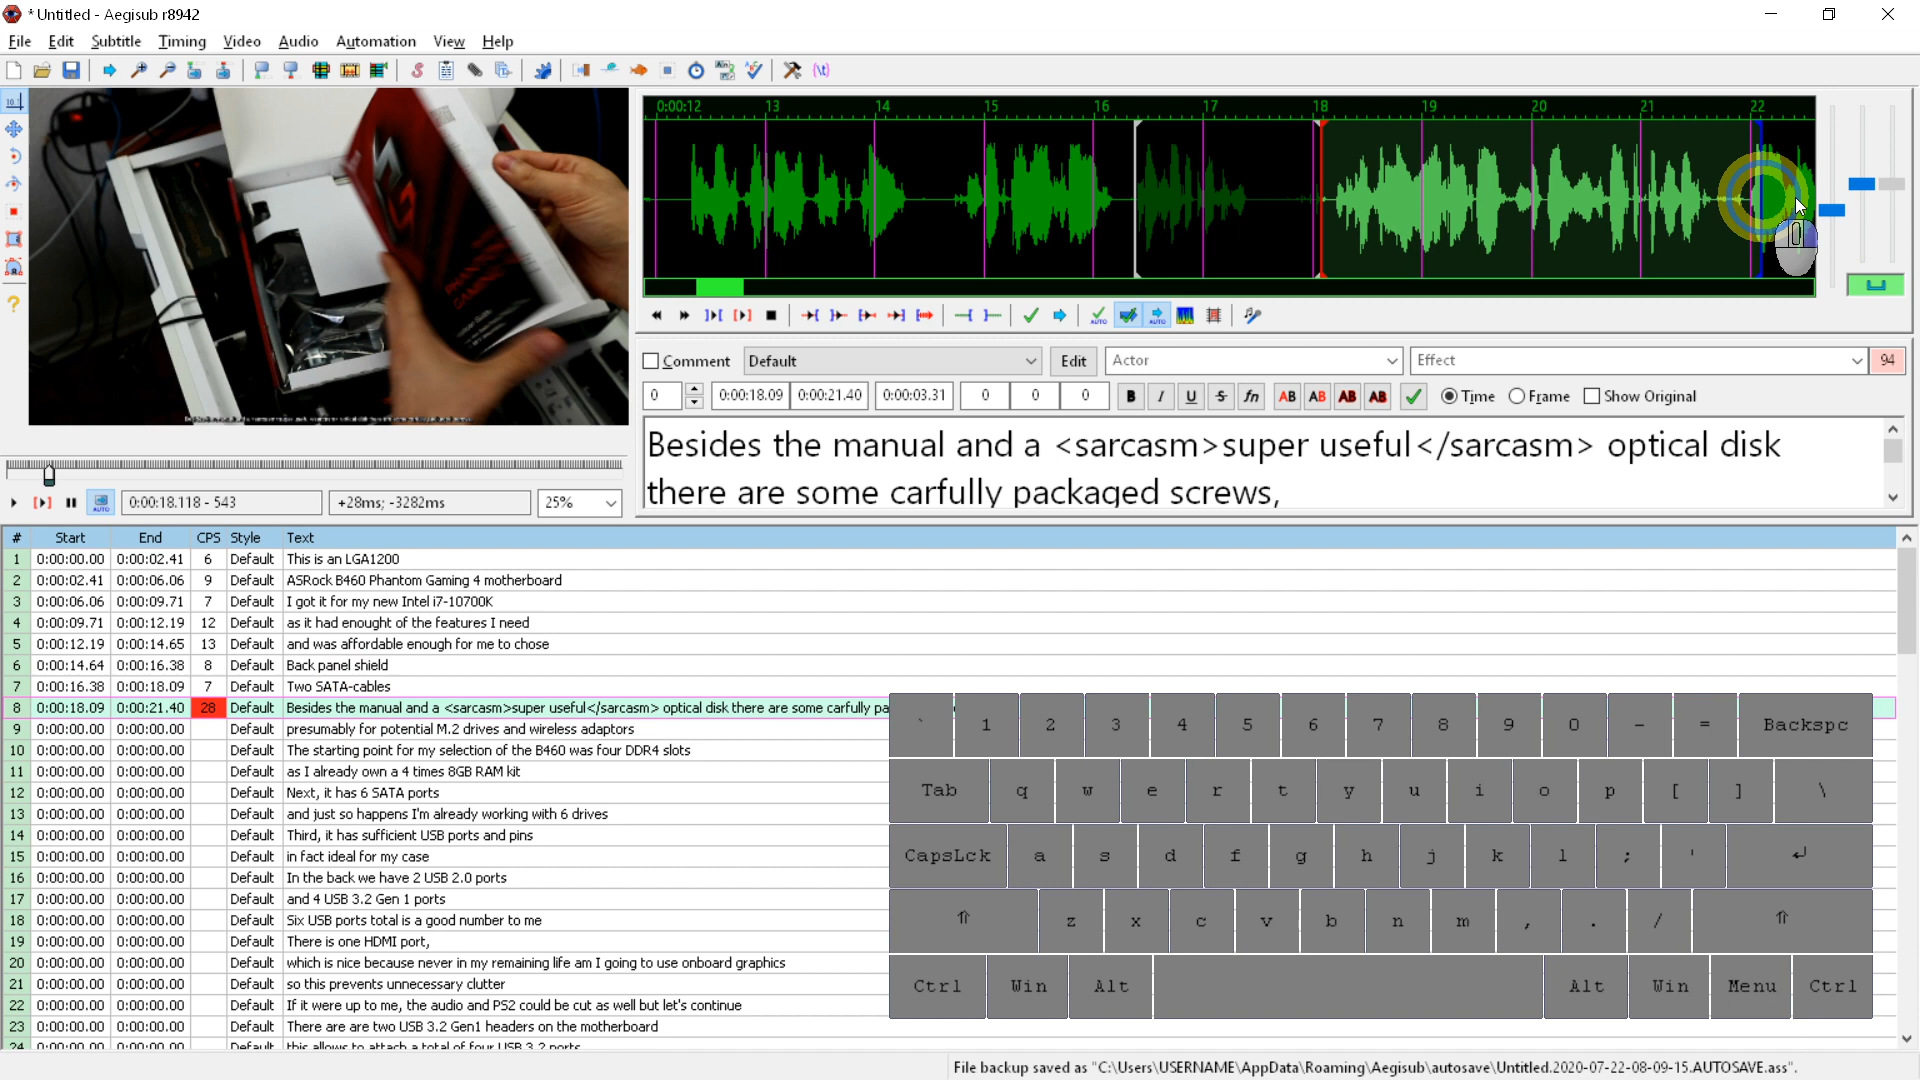 * Untitled - Aegisub r8942
File Edit Subtitle Timing Video Audio Automation View Help
0:00:12 13 14 15 16 17 18 19 20 21 22
PHANTOM GAMING
Comment Default Edit Actor Effect 94
0 0:00:18.09 0:00:21.40 0:00:03.31 0 0 0 B I U S fn AB AB AB AB Time Frame Show Original
Besides the manual and a <sarcasm>super useful</sarcasm> optical disk
there are some carfully packaged screws,
AUTO 0:00:18.118 - 543 +28ms; -3282ms 25%
# Start End CPS Style Text
1 0:00:00.00 0:00:02.41 6 Default This is an LGA1200
2 0:00:02.41 0:00:06.06 9 Default ASRock B460 Phantom Gaming 4 motherboard
3 0:00:06.06 0:00:09.71 7 Default I got it for my new Intel i7-10700K
4 0:00:09.71 0:00:12.19 12 Default as it had enought of the features I need
5 0:00:12.19 0:00:14.65 13 Default and was affordable enough for me to chose
6 0:00:14.64 0:00:16.38 8 Default Back panel shield
7 0:00:16.38 0:00:18.09 7 Default Two SATA-cables
8 0:00:18.09 0:00:21.40 28 Default Besides the manual and a <sarcasm>super useful</sarcasm> optical disk there are some carfully pa
9 0:00:00.00 0:00:00.00 Default presumably for potential M.2 drives and wireless adaptors
10 0:00:00.00 0:00:00.00 Default The starting point for my selection of the B460 was four DDR4 slots
11 0:00:00.00 0:00:00.00 Default as I already own a 4 times 8GB RAM kit
12 0:00:00.00 0:00:00.00 Default Next, it has 6 SATA ports
13 0:00:00.00 0:00:00.00 Default and just so happens I'm already working with 6 drives
14 0:00:00.00 0:00:00.00 Default Third, it has sufficient USB ports and pins
15 0:00:00.00 0:00:00.00 Default in fact ideal for my case
16 0:00:00.00 0:00:00.00 Default In the back we have 2 USB 2.0 ports
17 0:00:00.00 0:00:00.00 Default and 4 USB 3.2 Gen 1 ports
18 0:00:00.00 0:00:00.00 Default Six USB ports total is a good number to me
19 0:00:00.00 0:00:00.00 Default There is one HDMI port,
20 0:00:00.00 0:00:00.00 Default which is nice because never in my remaining life am I going to use onboard graphics
21 0:00:00.00 0:00:00.00 Default so this prevents unnecessary clutter
22 0:00:00.00 0:00:00.00 Default If it were up to me, the audio and PS2 could be cut as well but let's continue
23 0:00:00.00 0:00:00.00 Default There are are two USB 3.2 Gen1 headers on the motherboard
24 0:00:00.00 0:00:00.00 Default this allows to attach a total of four USB 3.2 ports
` 1 2 3 4 5 6 7 8 9 0 - = Backspc
Tab q w e r t y u i o p [ ] \
CapsLck a s d f g h j k l ; ' ↵
⇑ z x c v b n m , . / ⇑
Ctrl Win Alt Alt Win Menu Ctrl
File backup saved as "C:\Users\USERNAME\AppData\Roaming\Aegisub\autosave\Untitled.2020-07-22-08-09-15.AUTOSAVE.ass".